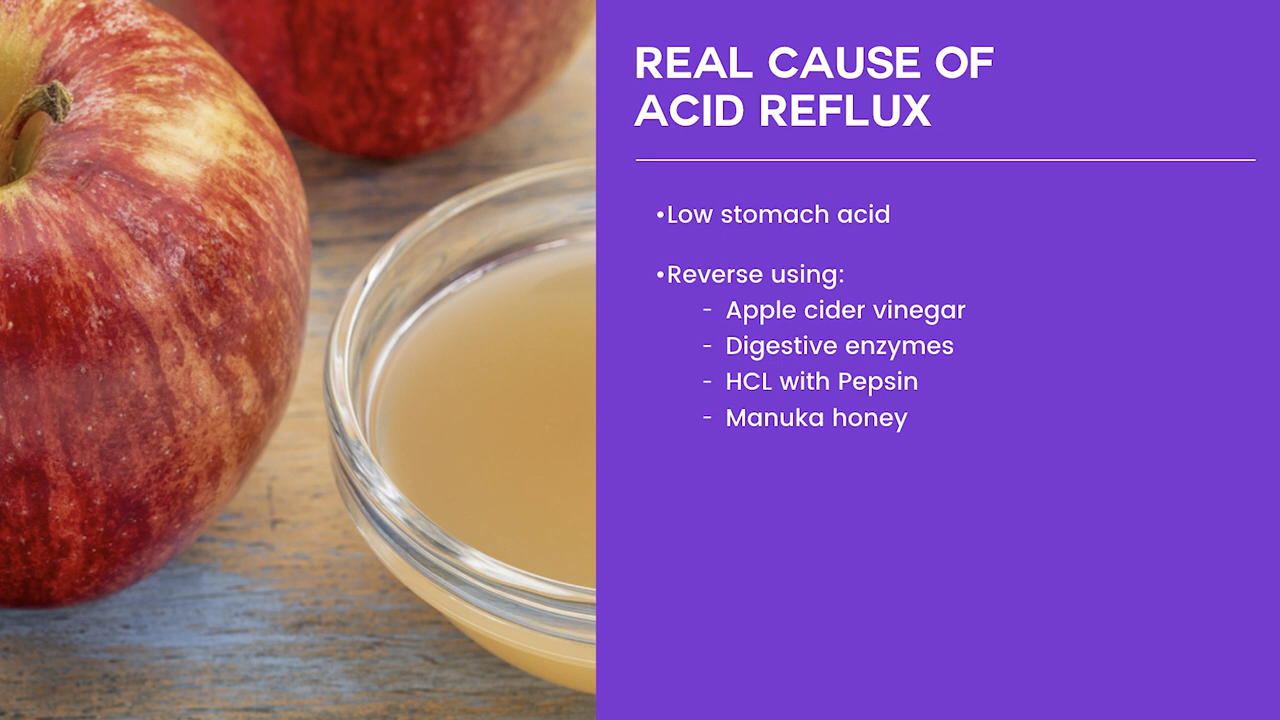 REAL CAUSE OF
ACID REFLUX
•Low stomach acid
•Reverse using:
- Apple cider vinegar
- Digestive enzymes
- HCL with Pepsin
- Manuka honey